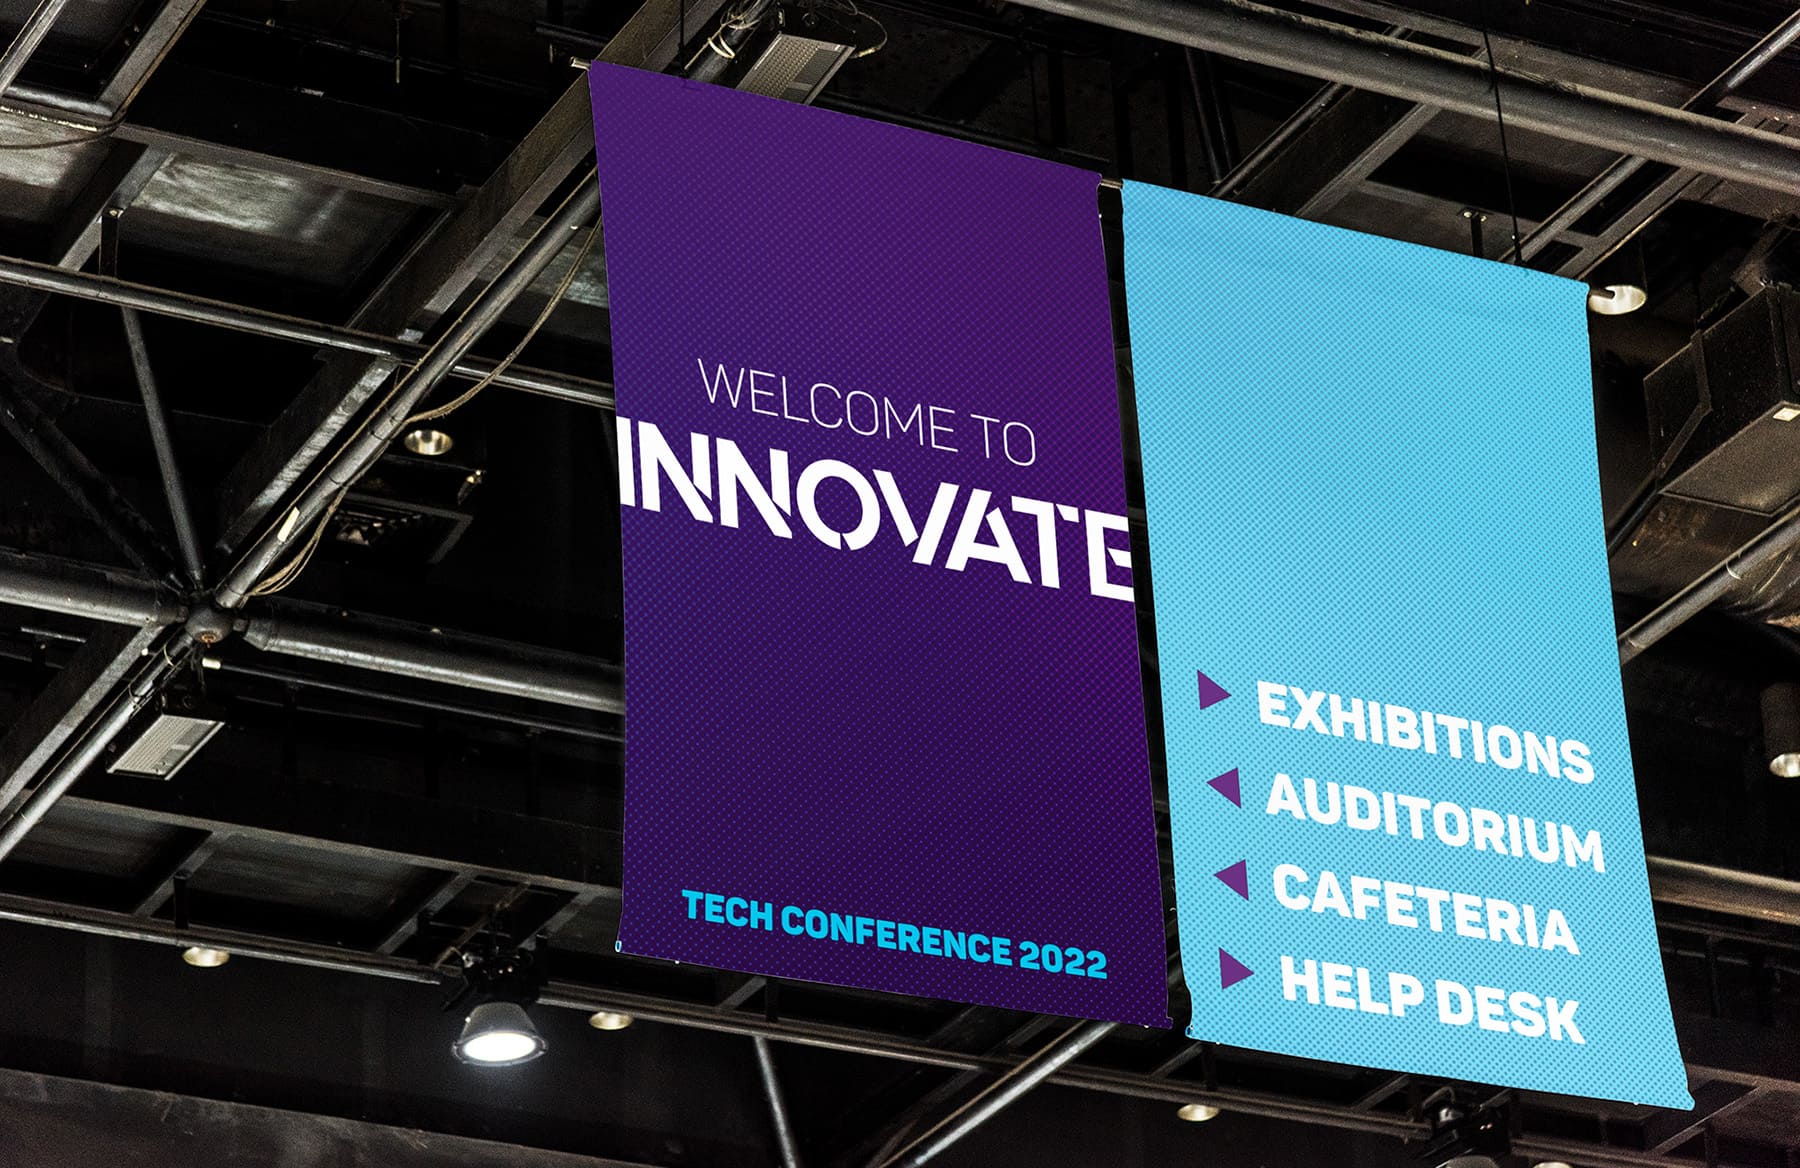 WELCOME TO
INNOVATE
TECH CONFERENCE 2022
EXHIBITIONS
AUDITORIUM
CAFETERIA
HELP DESK